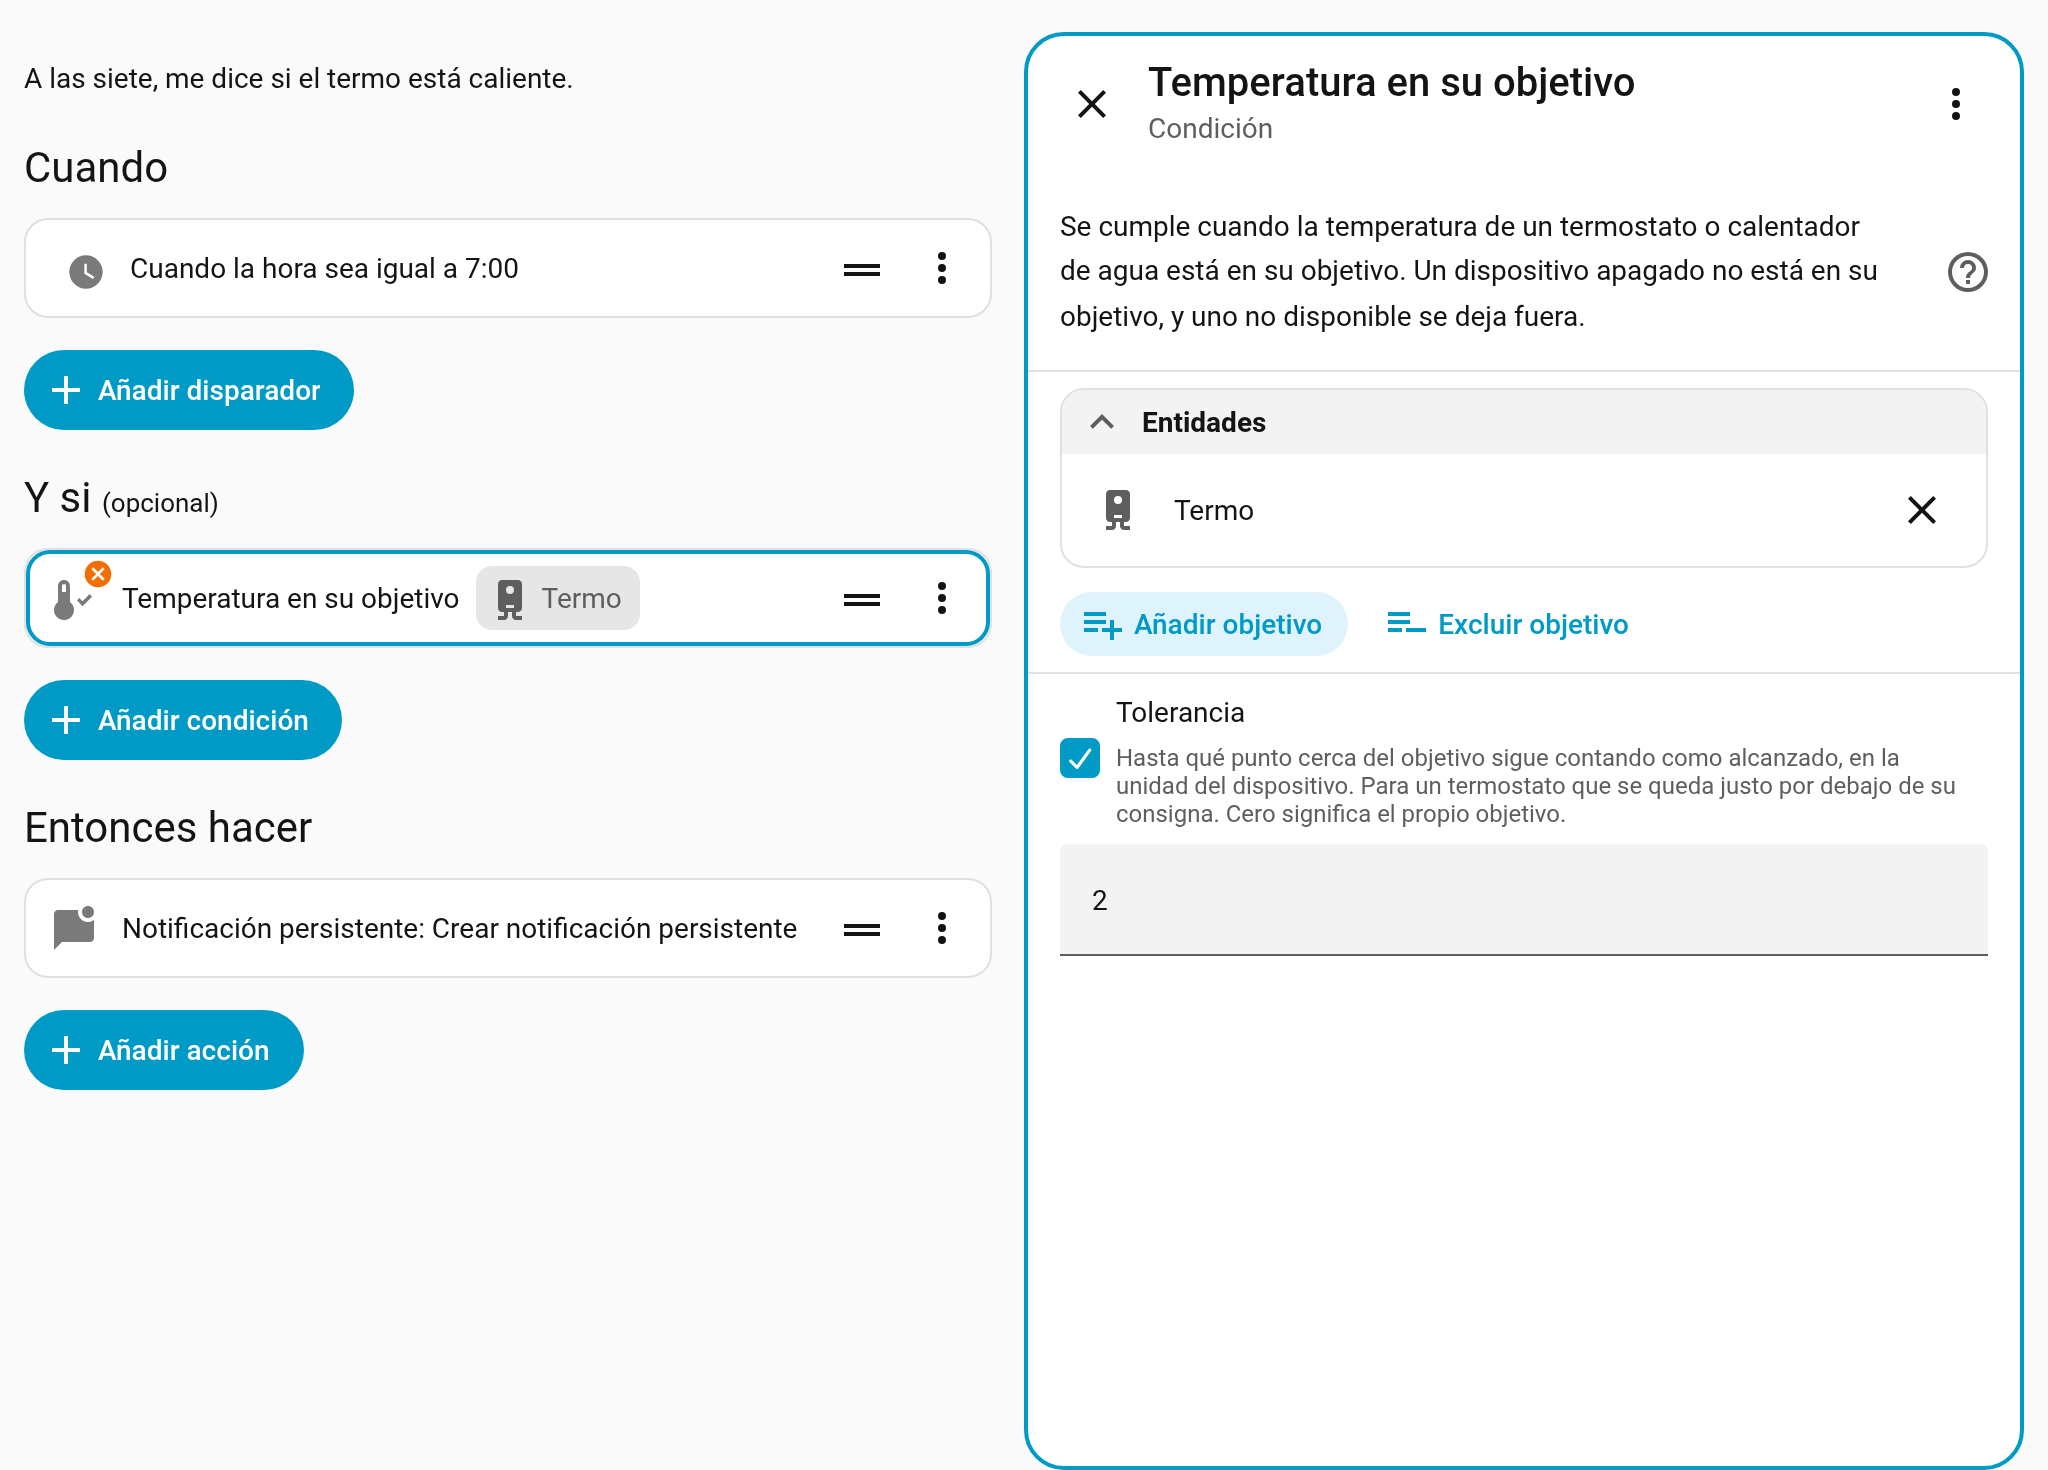 A las siete, me dice si el termo está caliente.
Cuando
Cuando la hora sea igual a 7:00
Añadir disparador
Y si (opcional)
Temperatura en su objetivo Termo
Añadir condición
Entonces hacer
Notificación persistente: Crear notificación persistente
Añadir acción
Temperatura en su objetivo
Condición
Se cumple cuando la temperatura de un termostato o calentador
de agua está en su objetivo. Un dispositivo apagado no está en su
objetivo, y uno no disponible se deja fuera.
Entidades
Termo
Añadir objetivo Excluir objetivo
Tolerancia
Hasta qué punto cerca del objetivo sigue contando como alcanzado, en la
unidad del dispositivo. Para un termostato que se queda justo por debajo de su
consigna. Cero significa el propio objetivo.
2